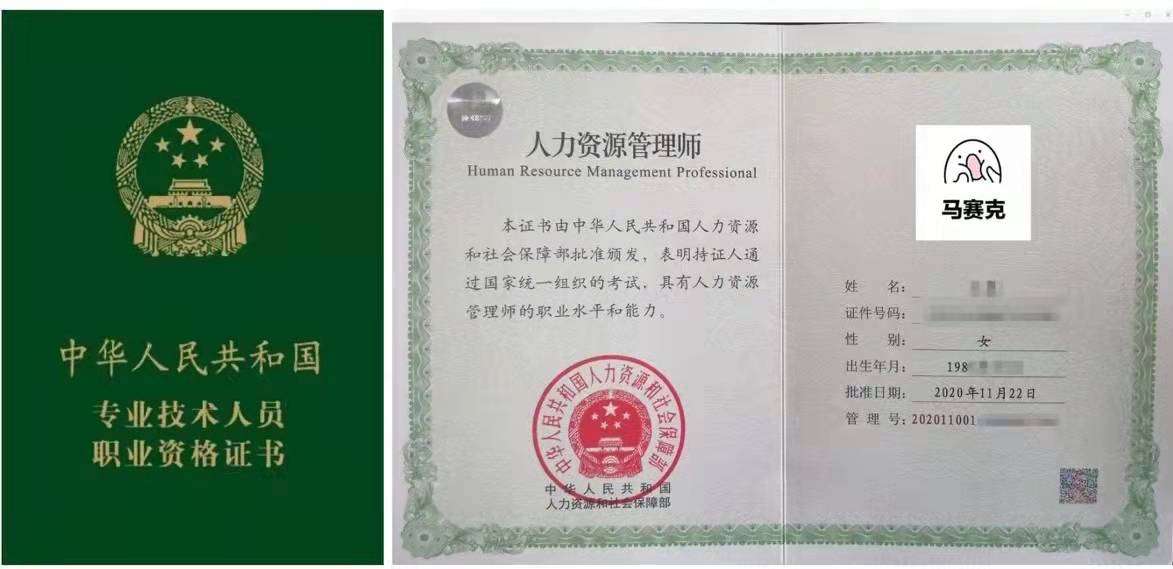 中华人民共和国
专业技术人员
职业资格证书
人力资源管理师
Human Resource Management Professional
本证书由中华人民共和国人力资源
和社会保障部批准颁发，表明持证人通
过国家统一组织的考试，具有人力资源
管理师的职业水平和能力。
中华人民共和国人力资源和社会保障部
中华人民共和国
人力资源和社会保障部
马赛克
姓 名：
证件号码：
性 别： 女
出生年月： 198
批准日期： 2020年11月22日
管 理 号：202011001